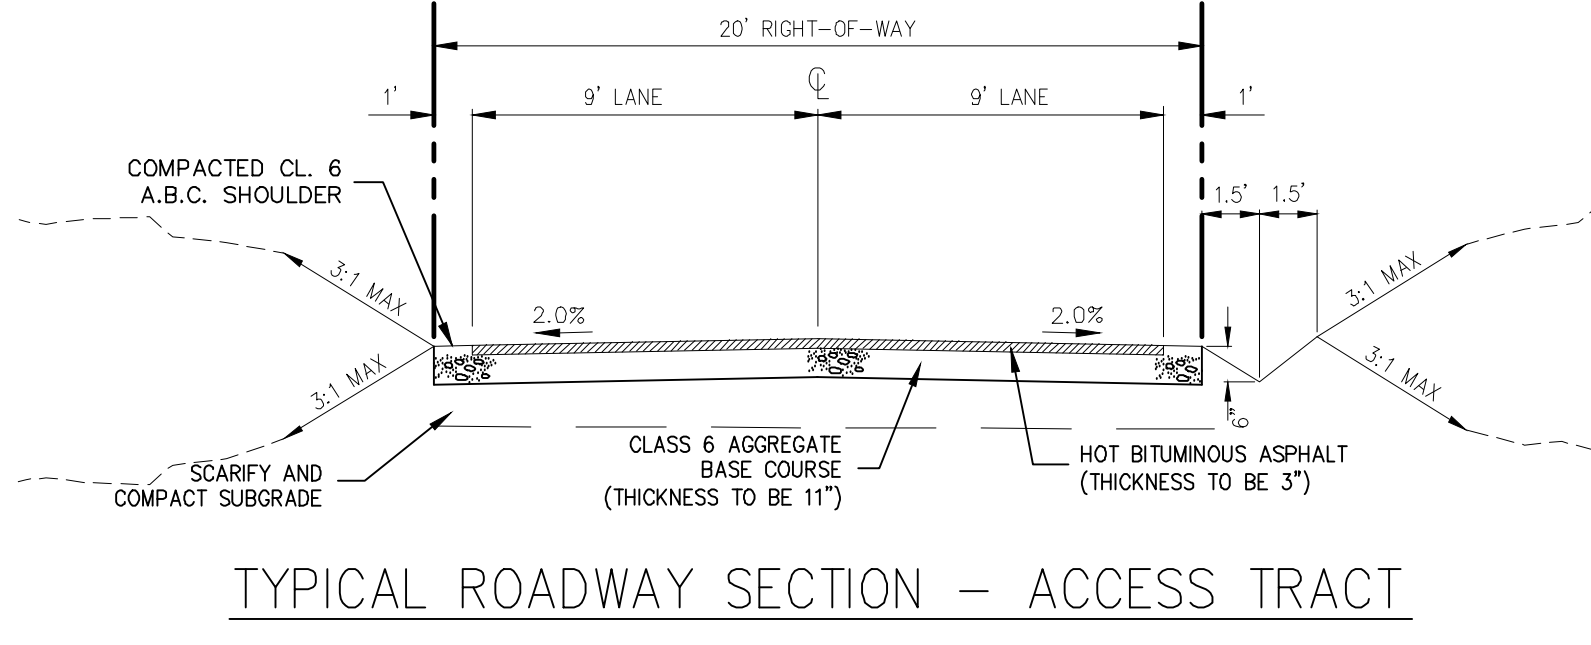 20' RIGHT-OF-WAY
℄
1'
9' LANE
9' LANE
1'
COMPACTED CL. 6
A.B.C. SHOULDER
1.5'
1.5'
3:1 MAX
2.0%
2.0%
3:1 MAX
3:1 MAX
3:1 MAX
6"
SCARIFY AND
COMPACT SUBGRADE
CLASS 6 AGGREGATE
BASE COURSE
(THICKNESS TO BE 11")
HOT BITUMINOUS ASPHALT
(THICKNESS TO BE 3")
TYPICAL ROADWAY SECTION - ACCESS TRACT